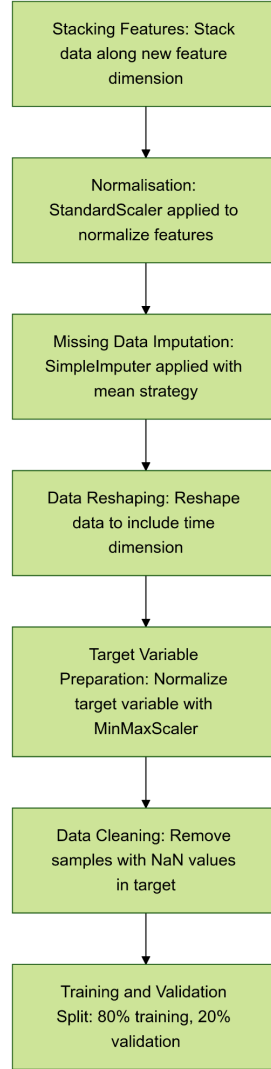 Stacking Features: Stack
data along new feature
dimension
Normalisation:
StandardScaler applied to
normalize features
Missing Data Imputation:
SimpleImputer applied with
mean strategy
Data Reshaping: Reshape
data to include time
dimension
Target Variable
Preparation: Normalize
target variable with
MinMaxScaler
Data Cleaning: Remove
samples with NaN values
in target
Training and Validation
Split: 80% training, 20%
validation